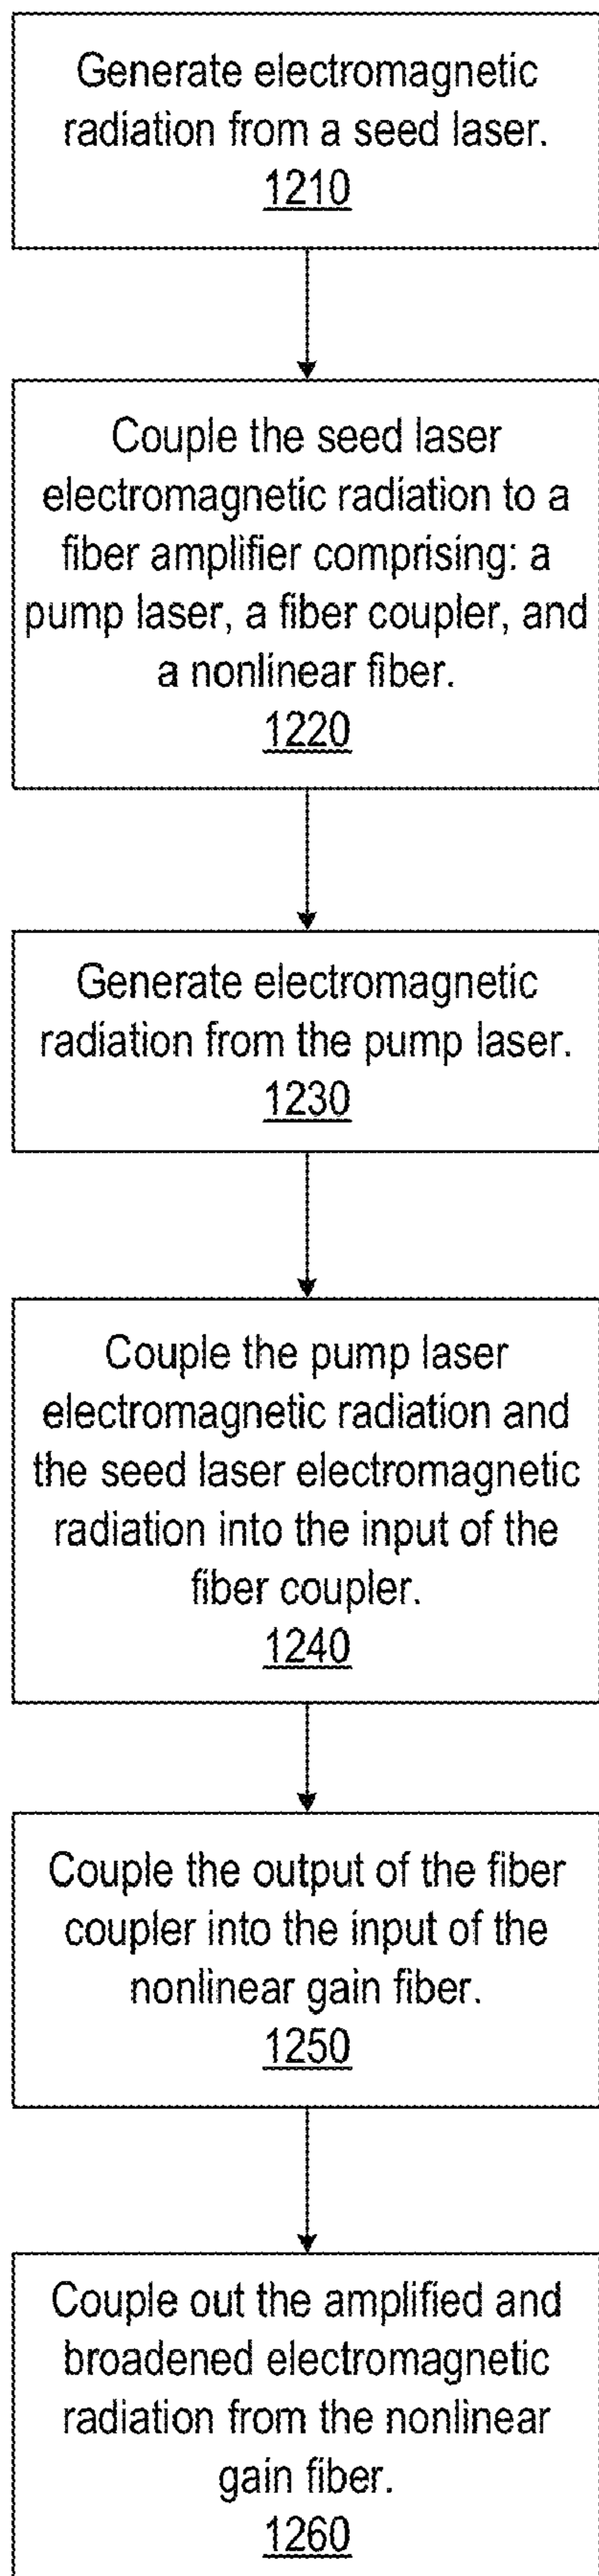 Generate electromagnetic
radiation from a seed laser.
1210
Couple the seed laser
electromagnetic radiation to a
fiber amplifier comprising: a
pump laser, a fiber coupler, and
a nonlinear fiber.
1220
Generate electromagnetic
radiation from the pump laser.
1230
Couple the pump laser
electromagnetic radiation and
the seed laser electromagnetic
radiation into the input of the
fiber coupler.
1240
Couple the output of the fiber
coupler into the input of the
nonlinear gain fiber.
1250
Couple out the amplified and
broadened electromagnetic
radiation from the nonlinear
gain fiber.
1260